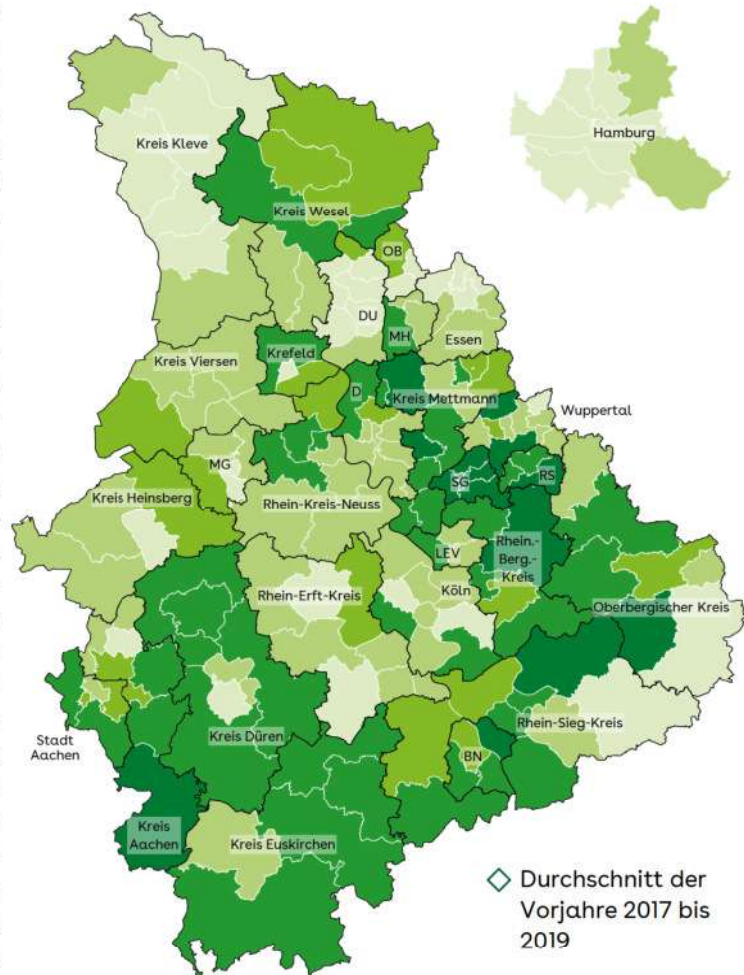 Hamburg
Kreis Kleve
Kreis Wesel
OB
DU
MH
Essen
Krefeld
Kreis Viersen
D
Kreis Mettmann
Wuppertal
MG
SG
RS
Kreis Heinsberg
Rhein-Kreis-Neuss
LEV
Rhein.-
Berg.-
Kreis
Rhein-Erft-Kreis
Köln
Oberbergischer Kreis
Stadt
Aachen
Kreis Düren
Rhein-Sieg-Kreis
BN
Kreis
Aachen
Kreis Euskirchen
Durchschnitt der
Vorjahre 2017 bis
2019